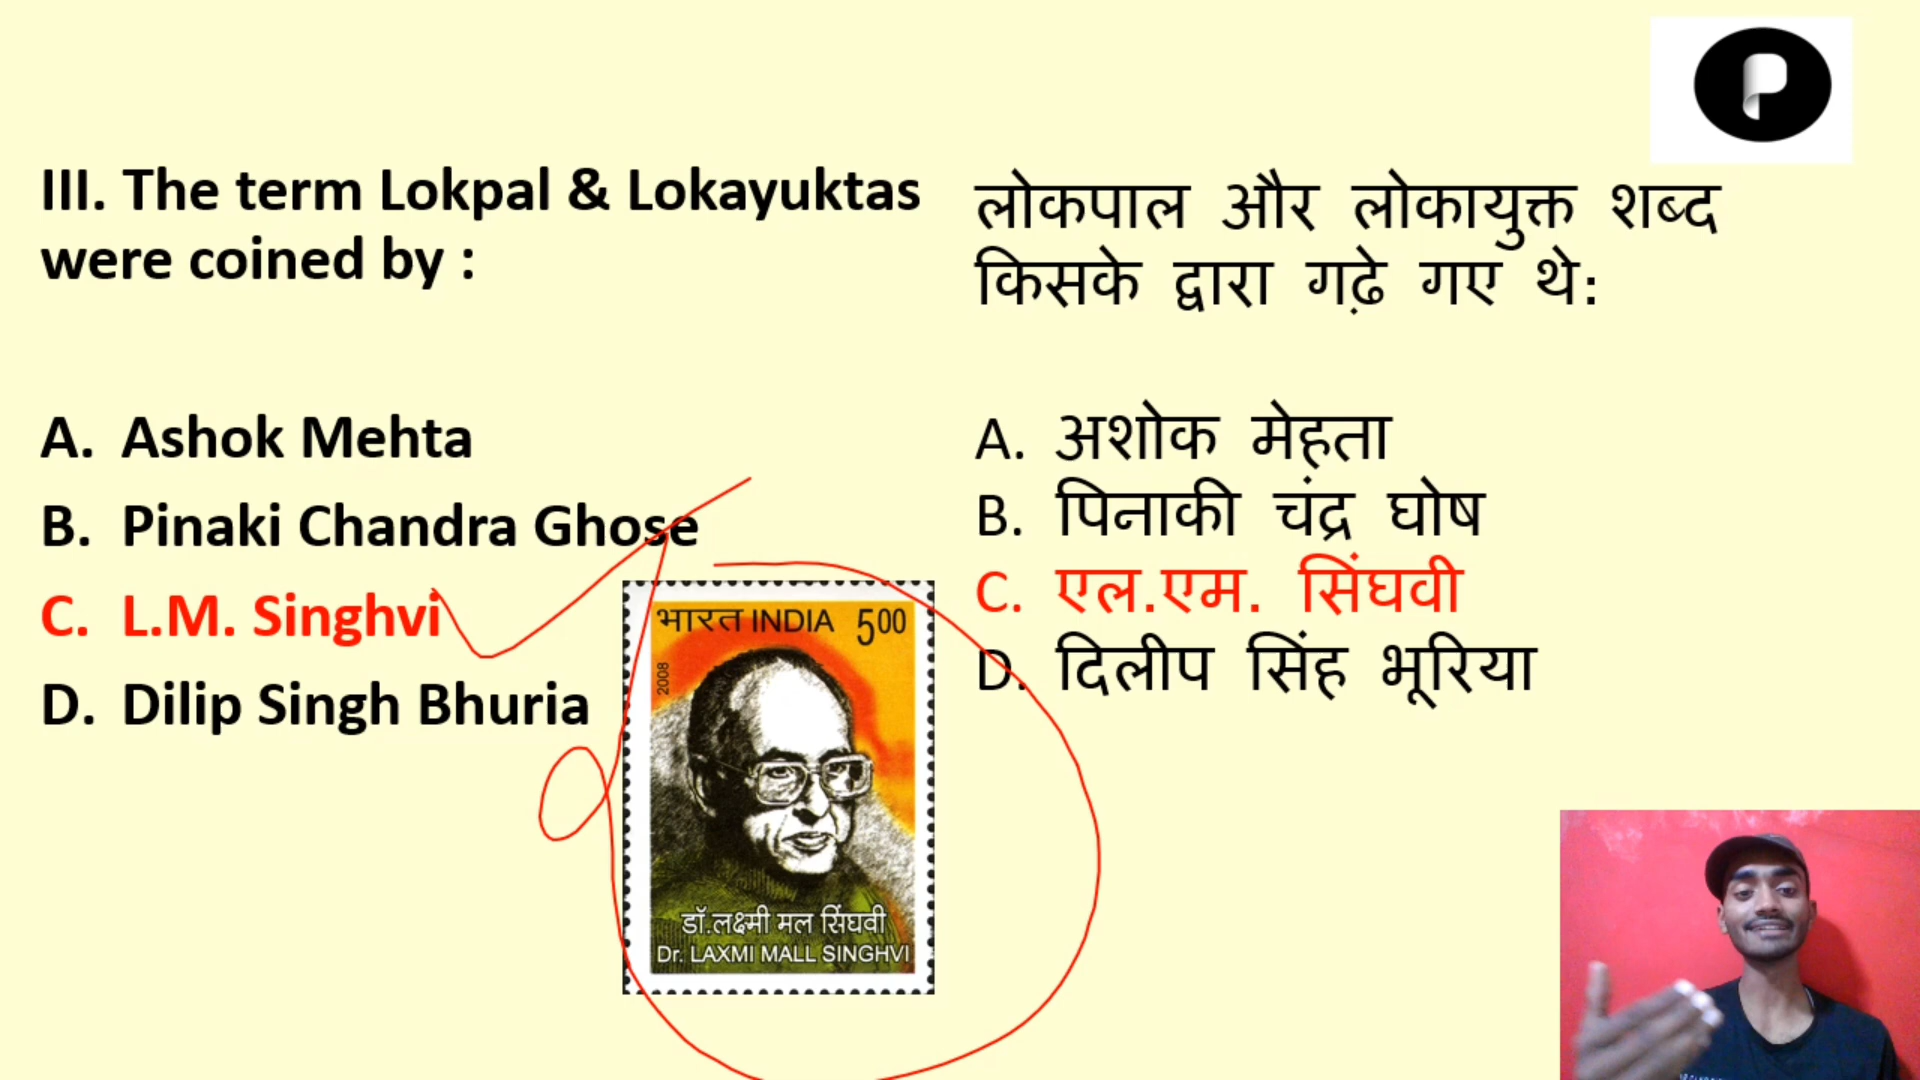 III. The term Lokpal & Lokayuktas
were coined by :
A. Ashok Mehta
B. Pinaki Chandra Ghose
C. L.M. Singhvi
D. Dilip Singh Bhuria
लोकपाल और लोकायुक्त शब्द
किसके द्वारा गढ़े गए थे:
A. अशोक मेहता
B. पिनाकी चंद्र घोष
C. एल.एम. सिंघवी
D. दिलीप सिंह भूरिया
भारत INDIA 500
2008
डॉ.लक्ष्मी मल सिंघवी
Dr. LAXMI MALL SINGHVI
P